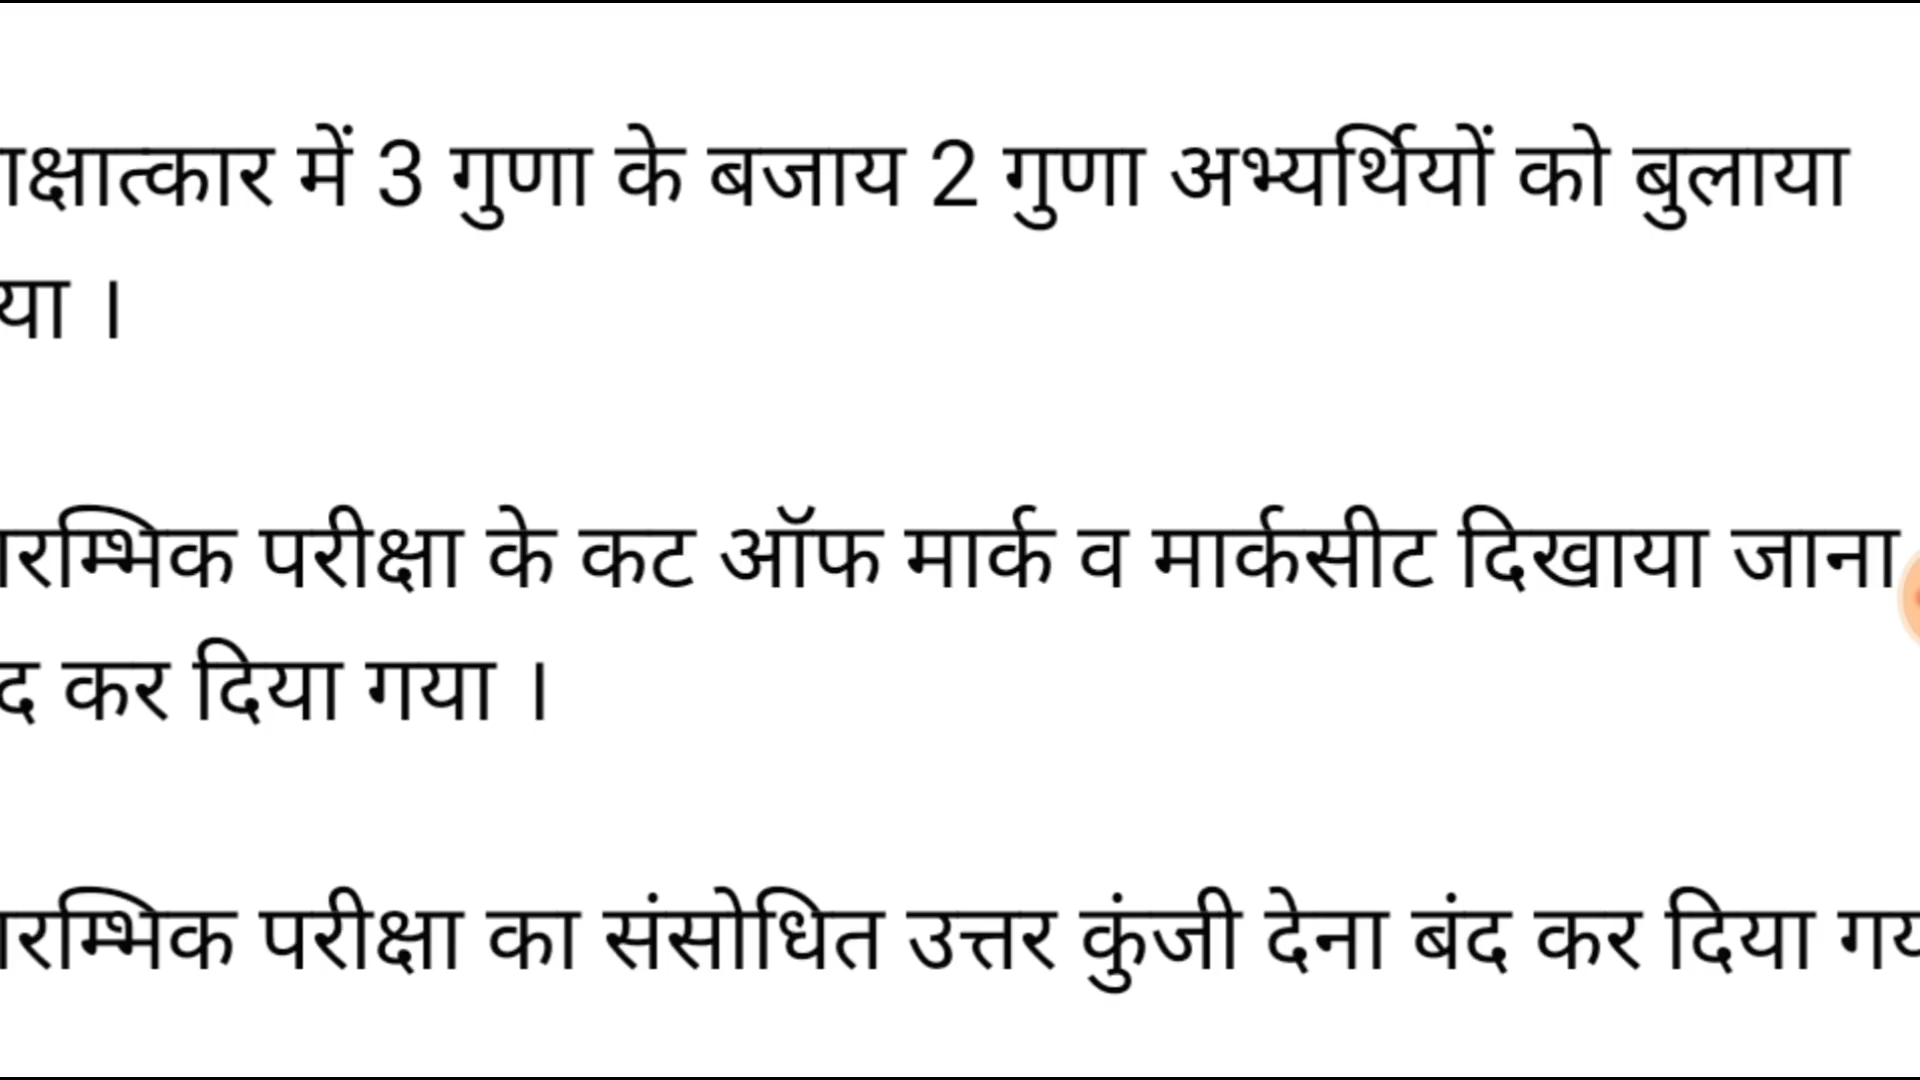 ाक्षात्कार में 3 गुणा के बजाय 2 गुणा अभ्यर्थियों को बुलाया
या ।
ारम्भिक परीक्षा के कट ऑफ मार्क व मार्कसीट दिखाया जाना
द कर दिया गया ।
ारम्भिक परीक्षा का संसोधित उत्तर कुंजी देना बंद कर दिया गय